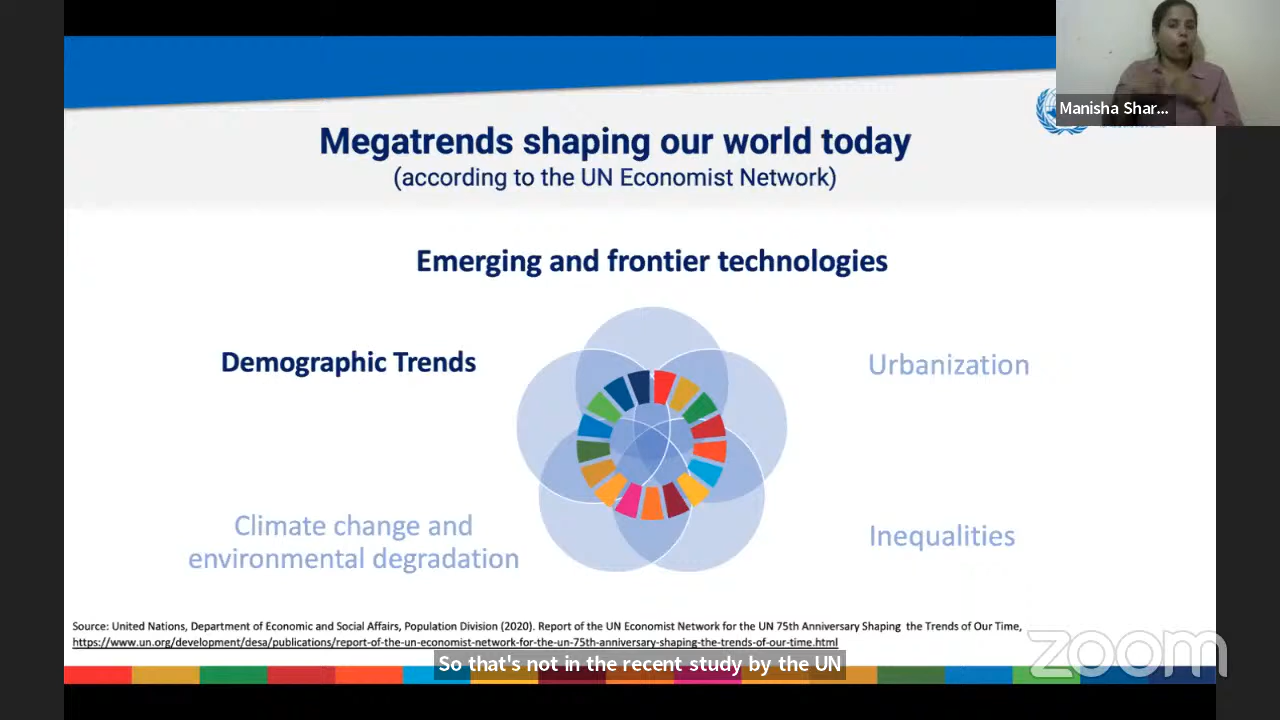 Manisha Shar...
Megatrends shaping our world today
(according to the UN Economist Network)
Emerging and frontier technologies
Demographic Trends
Urbanization
Climate change and
environmental degradation
Inequalities
Source: United Nations, Department of Economic and Social Affairs, Population Division (2020). Report of the UN Economist Network for the UN 75th Anniversary Shaping the Trends of Our Time,
https://www.un.org/development/desa/publications/report-of-the-un-economist-network-for-the-un-75th-anniversary-shaping-the-trends-of-our-time.html
zoom
So that's not in the recent study by the UN